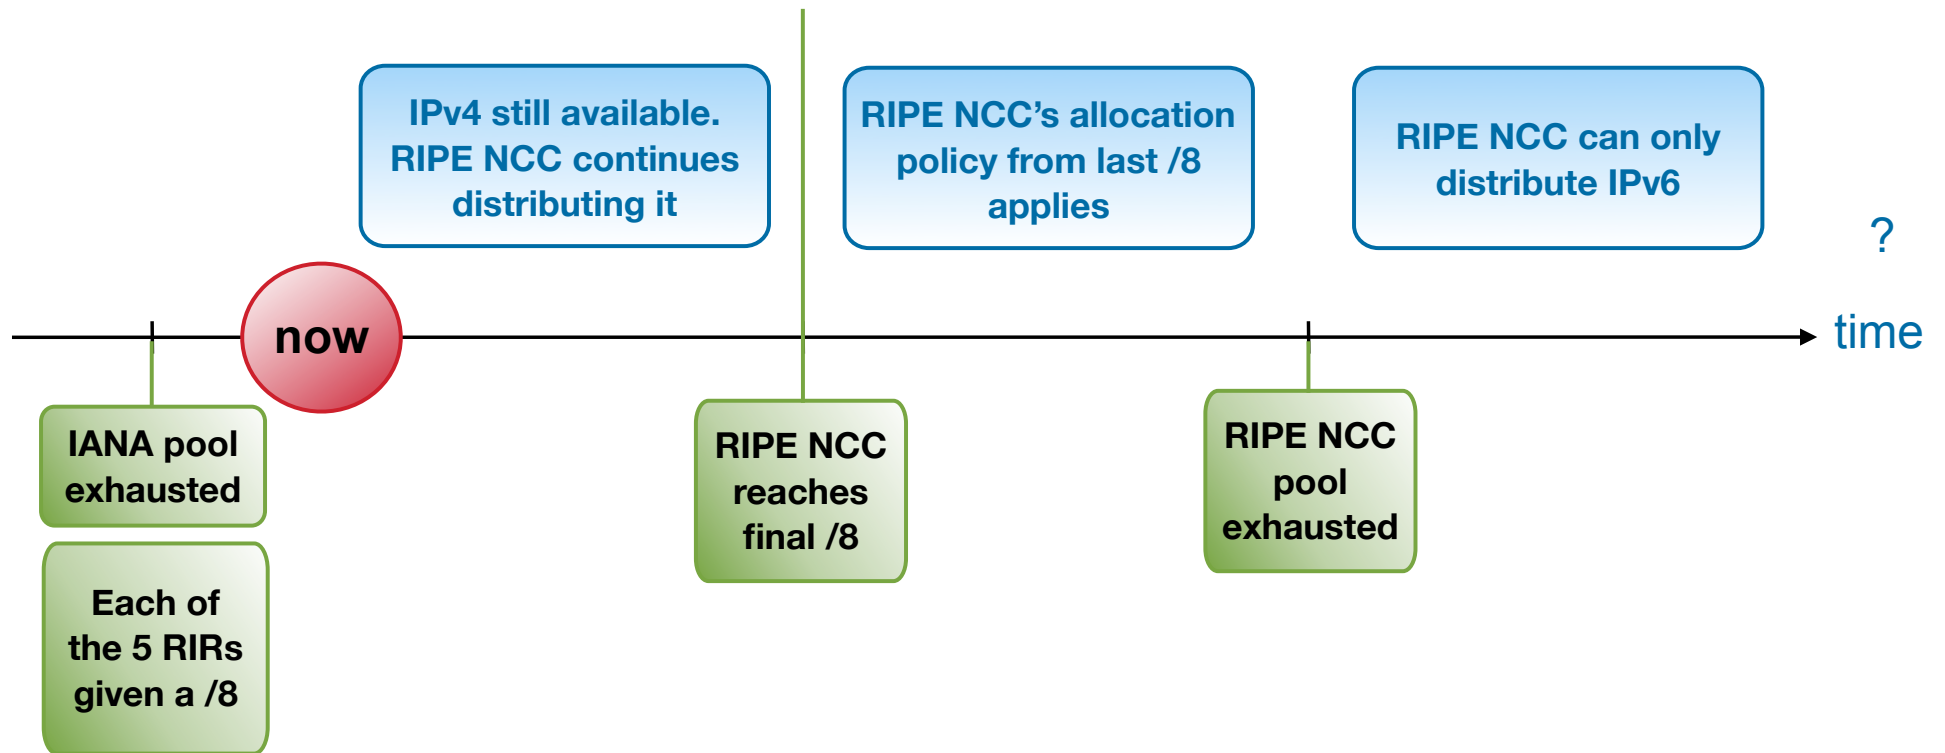 IPv4 still available.
RIPE NCC continues
distributing it
RIPE NCC’s allocation
policy from last /8
applies
RIPE NCC can only
distribute IPv6
?
now
time
IANA pool
exhausted
Each of
the 5 RIRs
given a /8
RIPE NCC
reaches
final /8
RIPE NCC
pool
exhausted